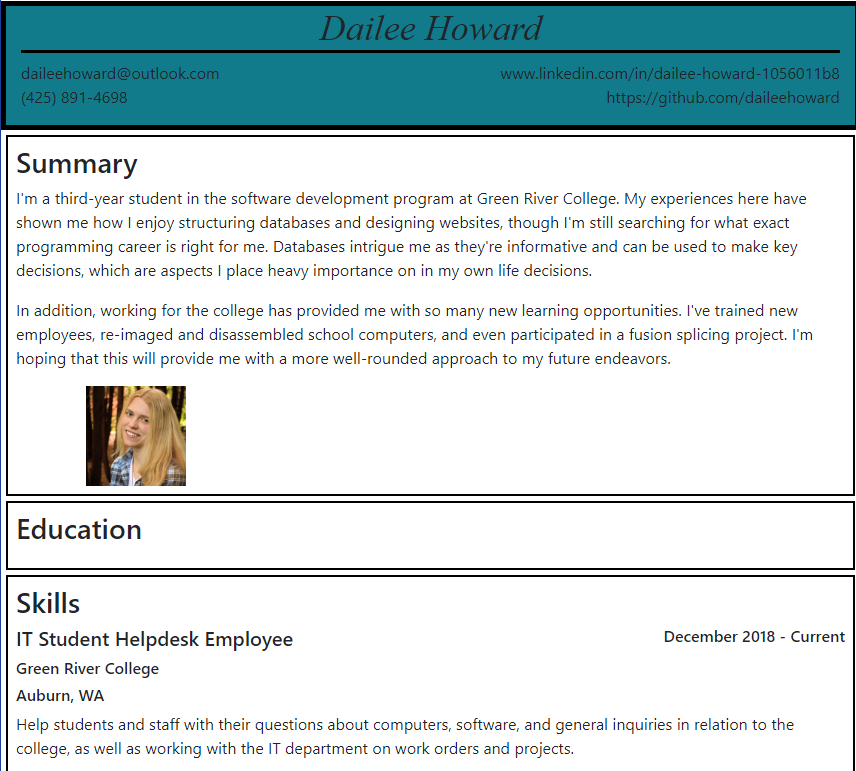 Dailee Howard
daileehoward@outlook.com
www.linkedin.com/in/dailee-howard-1056011b8
(425) 891-4698
https://github.com/daileehoward
Summary
I'm a third-year student in the software development program at Green River College. My experiences here have
shown me how I enjoy structuring databases and designing websites, though I'm still searching for what exact
programming career is right for me. Databases intrigue me as they're informative and can be used to make key
decisions, which are aspects I place heavy importance on in my own life decisions.
In addition, working for the college has provided me with so many new learning opportunities. I've trained new
employees, re-imaged and disassembled school computers, and even participated in a fusion splicing project. I'm
hoping that this will provide me with a more well-rounded approach to my future endeavors.
Education
Skills
IT Student Helpdesk Employee
December 2018 - Current
Green River College
Auburn, WA
Help students and staff with their questions about computers, software, and general inquiries in relation to the
college, as well as working with the IT department on work orders and projects.